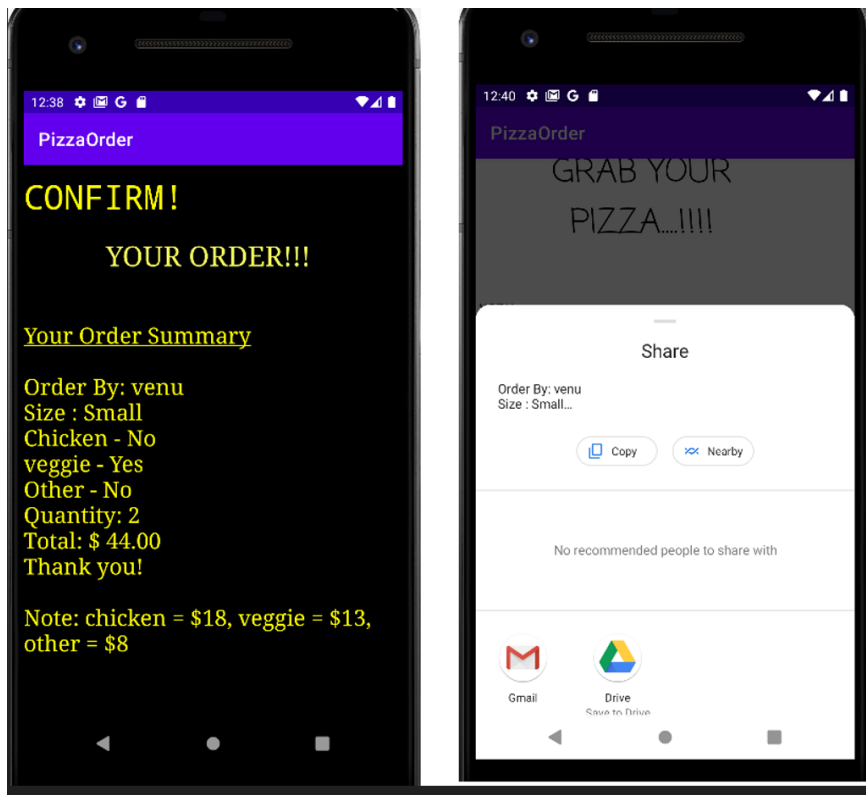 12:38
PizzaOrder
CONFIRM!
YOUR ORDER!!!
Your Order Summary
Order By: venu
Size : Small
Chicken - No
veggie - Yes
Other - No
Quantity: 2
Total: $ 44.00
Thank you!
Note: chicken = $18, veggie = $13,
other = $8
12:40
PizzaOrder
GRAB YOUR
PIZZA....!!!!
Share
Order By: venu
Size : Small...
Copy
Nearby
No recommended people to share with
Gmail
Drive
Save to Drive